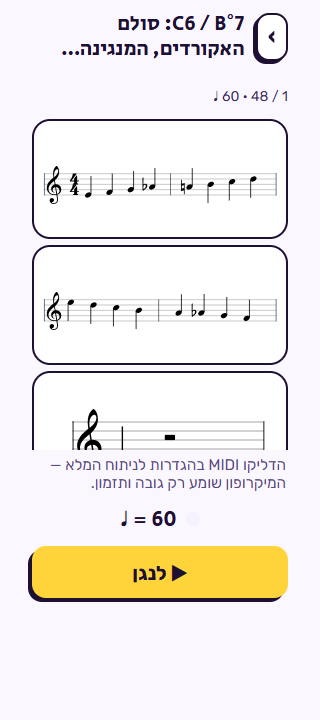 C6 / B°7: סולם
האקורדים, המנגינה...
1 / 48 • 60 ♩
הדליקו MIDI בהגדרות לניתוח המלא —
המיקרופון שומע רק גובה ותזמון.
♩ = 60
▶ לנגן